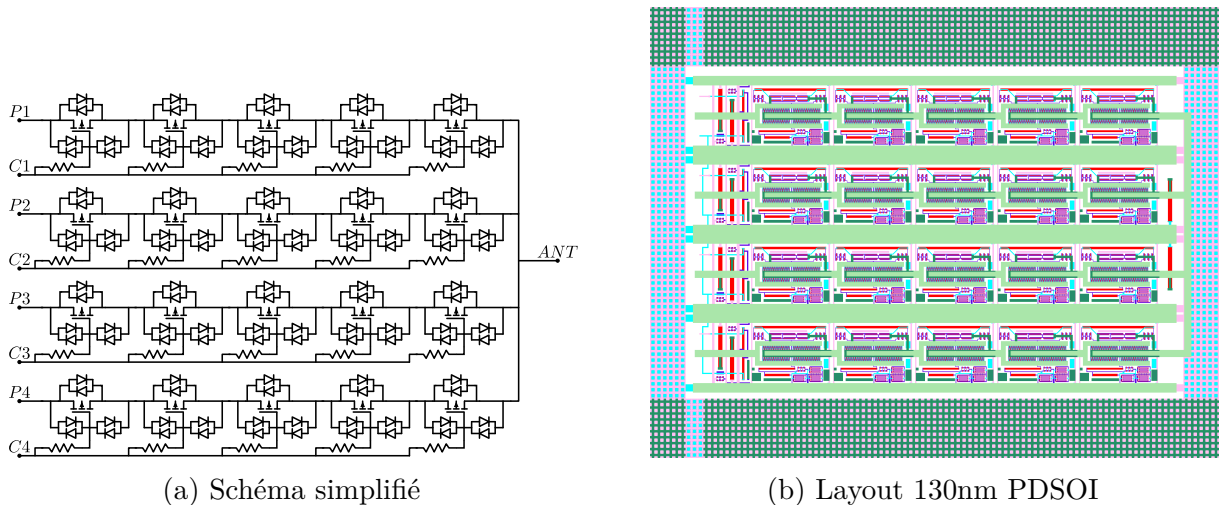 P1
C1
P2
C2
ANT
P3
C3
P4
C4
(a) Schéma simplifié
(b) Layout 130nm PDSOI